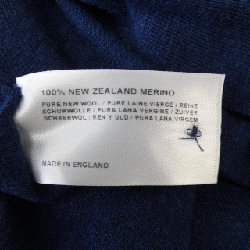 100% NEW ZEALAND MERINO
PURE NEW WOOL / PURE LAINE VIERGE / REINE
SCHURWOLLE / PURA LANA VERGINE / ZUIVER
SCHEERWOL / REN Y ULD / PURA LANA VIRGEM
MADE IN ENGLAND